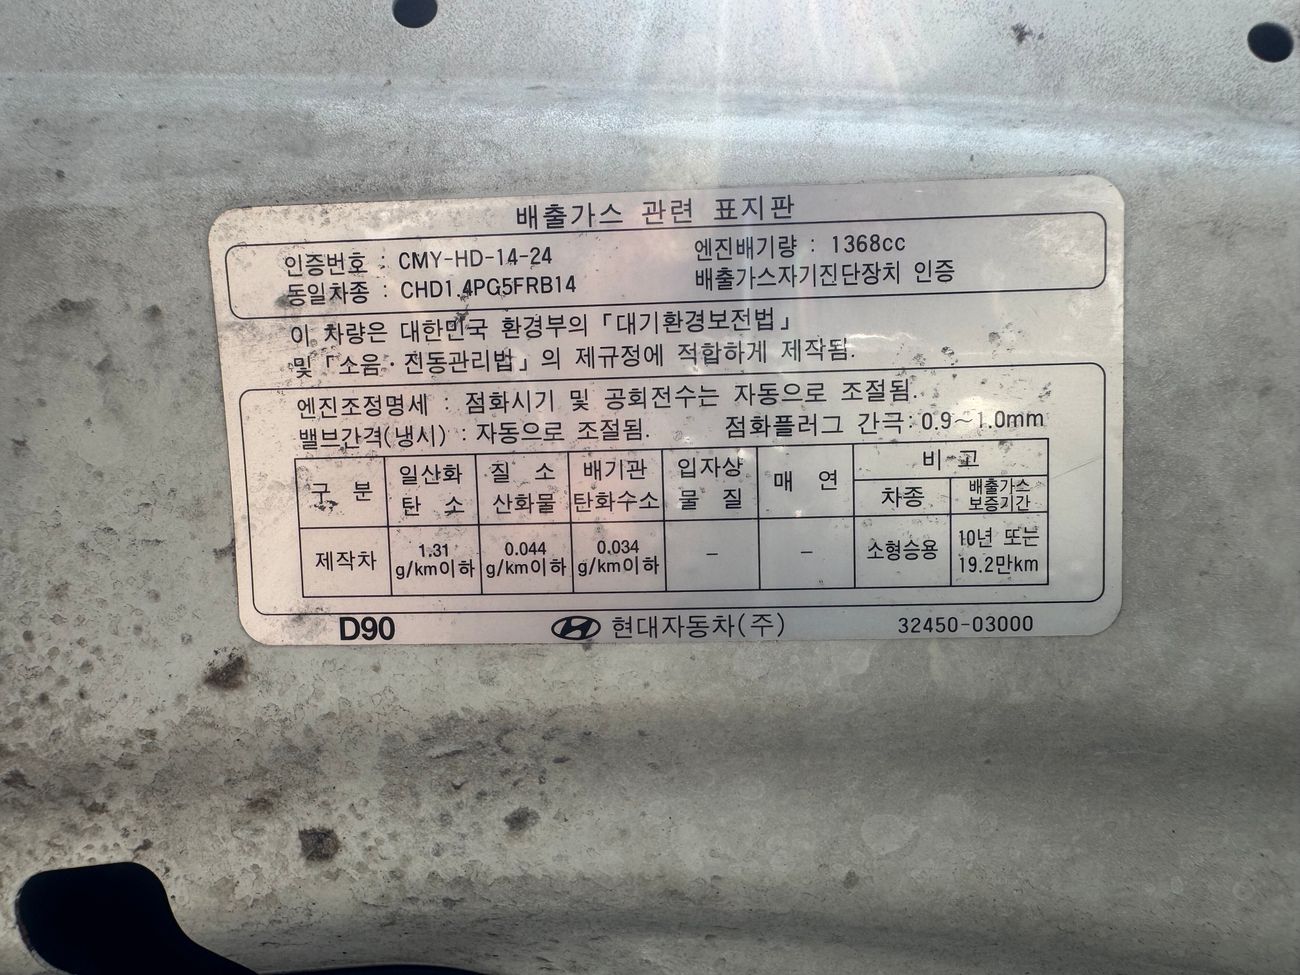 배출가스 관련 표지판
인증번호 : CMY-HD-14-24 엔진배기량 : 1368cc
동일차종 : CHD1.4PG5FRB14 배출가스자기진단장치 인증
이 차량은 대한민국 환경부의 「대기환경보전법」
및 「소음·진동관리법」의 제규정에 적합하게 제작됨.
엔진조정명세 : 점화시기 및 공회전수는 자동으로 조절됨.
밸브간격(냉시) : 자동으로 조절됨. 점화플러그 간극: 0.9~1.0mm
구 분 일산화 탄 소 질 소 산화물 배기관 탄화수소 입자상 물 질 매 연 비 고
차종 배출가스 보증기간
제작차 1.31 g/km이하 0.044 g/km이하 0.034 g/km이하 - - 소형승용 10년 또는 19.2만km
D90 현대자동차(주) 32450-03000